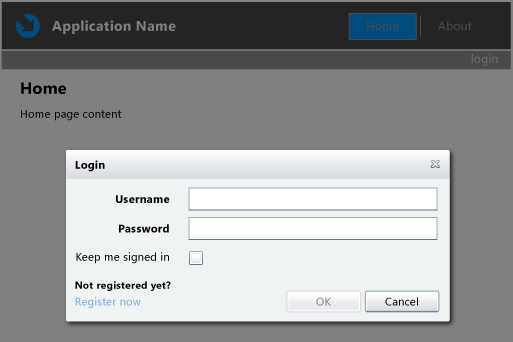 Application Name
Home
About
login
Home
Home page content
Login
Username
Password
Keep me signed in
Not registered yet?
Register now
OK
Cancel